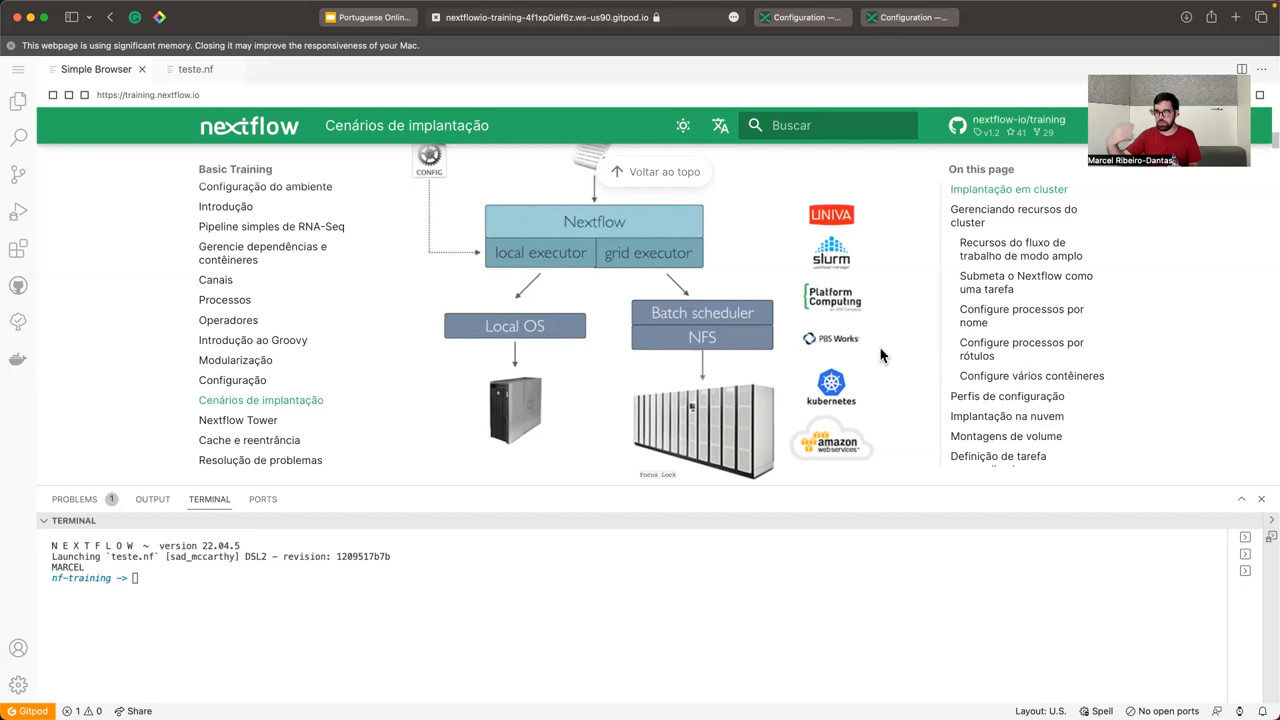 Portuguese Online...
nextflowio-training-4f1xp0ief6z.ws-us90.gitpod.io
Configuration —...
Configuration —...
This webpage is using significant memory. Closing it may improve the responsiveness of your Mac.
Simple Browser
teste.nf
https://training.nextflow.io
nextflow
Cenários de implantação
Buscar
nextflow-io/training
v1.2 41 29
Marcel Ribeiro-Dantas
Basic Training
Configuração do ambiente
Introdução
Pipeline simples de RNA-Seq
Gerencie dependências e
contêineres
Canais
Processos
Operadores
Introdução ao Groovy
Modularização
Configuração
Cenários de implantação
Nextflow Tower
Cache e reentrância
Resolução de problemas
CONFIG
Voltar ao topo
Nextflow
local executor
grid executor
Local OS
Batch scheduler
NFS
Focus Lock
UNIVA
slurm
workload manager
Platform
Computing
PBS Works
kubernetes
amazon
webservices
On this page
Implantação em cluster
Gerenciando recursos do
cluster
Recursos do fluxo de
trabalho de modo amplo
Submeta o Nextflow como
uma tarefa
Configure processos por
nome
Configure processos por
rótulos
Configure vários contêineres
Perfis de configuração
Implantação na nuvem
Montagens de volume
Definição de tarefa
PROBLEMS 1 OUTPUT TERMINAL PORTS
TERMINAL
N E X T F L O W ~ version 22.04.5
Launching `teste.nf` [sad_mccarthy] DSL2 - revision: 1209517b7b
MARCEL
nf-training ->
Gitpod
1 0
Share
Layout: U.S.
Spell
No open ports